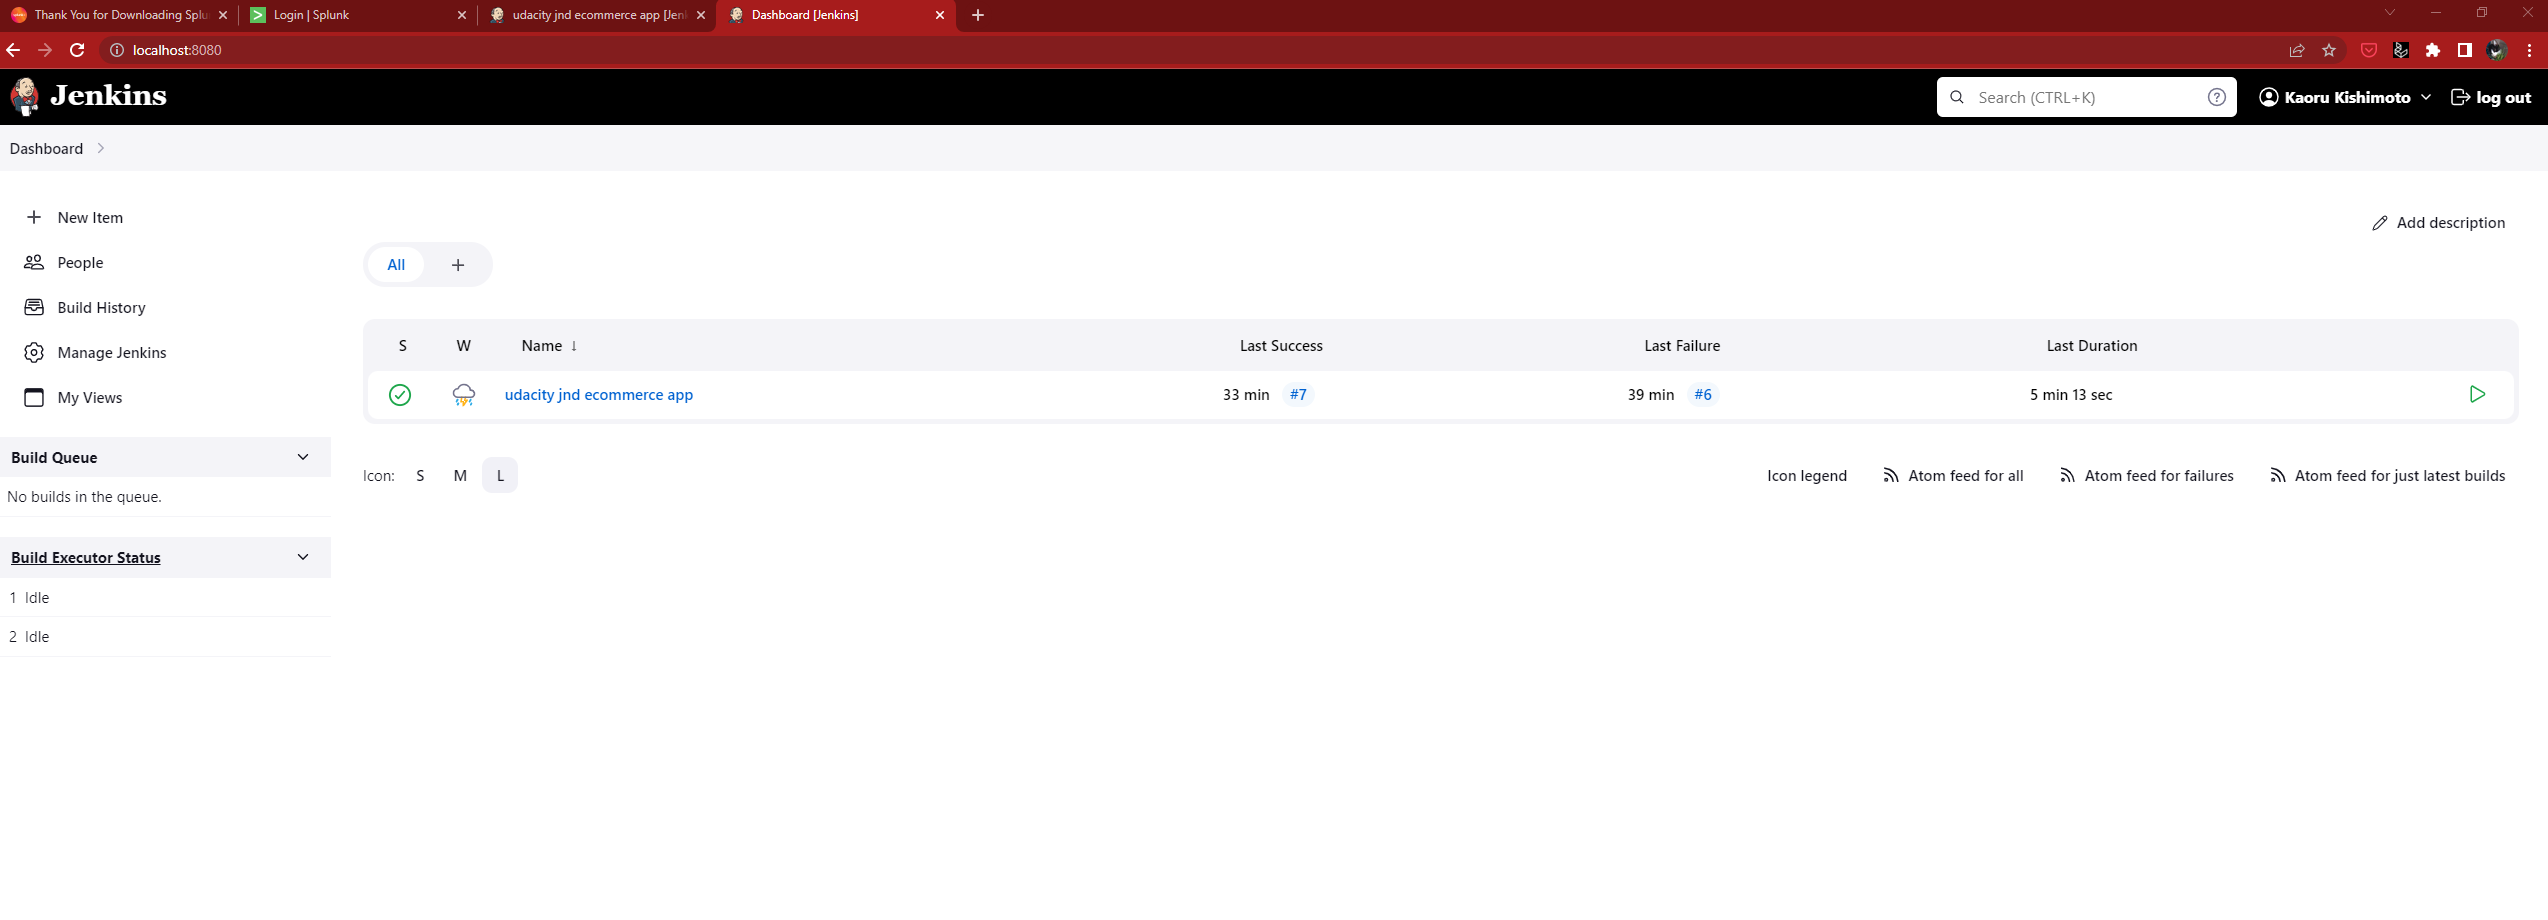 Thank You for Downloading Splu
Login | Splunk
udacity jnd ecommerce app [Jen
Dashboard [Jenkins]
localhost:8080
Jenkins
Search (CTRL+K)
Kaoru Kishimoto
log out
Dashboard
New Item
People
Build History
Manage Jenkins
My Views
Build Queue
No builds in the queue.
Build Executor Status
1 Idle
2 Idle
Add description
All +
S W Name ↓ Last Success Last Failure Last Duration
udacity jnd ecommerce app 33 min #7 39 min #6 5 min 13 sec
Icon: S M L
Icon legend Atom feed for all Atom feed for failures Atom feed for just latest builds